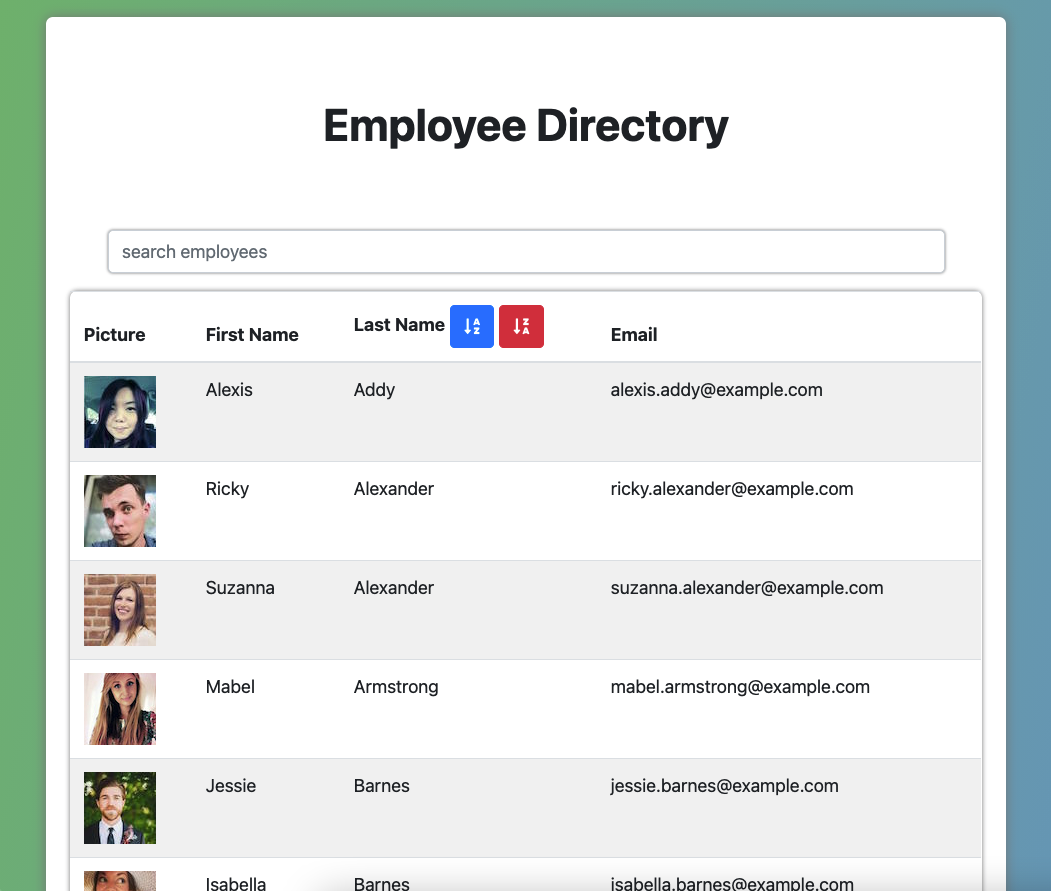 Employee Directory
search employees
Picture First Name Last Name A Z Z A Email
Alexis Addy alexis.addy@example.com
Ricky Alexander ricky.alexander@example.com
Suzanna Alexander suzanna.alexander@example.com
Mabel Armstrong mabel.armstrong@example.com
Jessie Barnes jessie.barnes@example.com
Isabella Barnes isabella.barnes@example.com